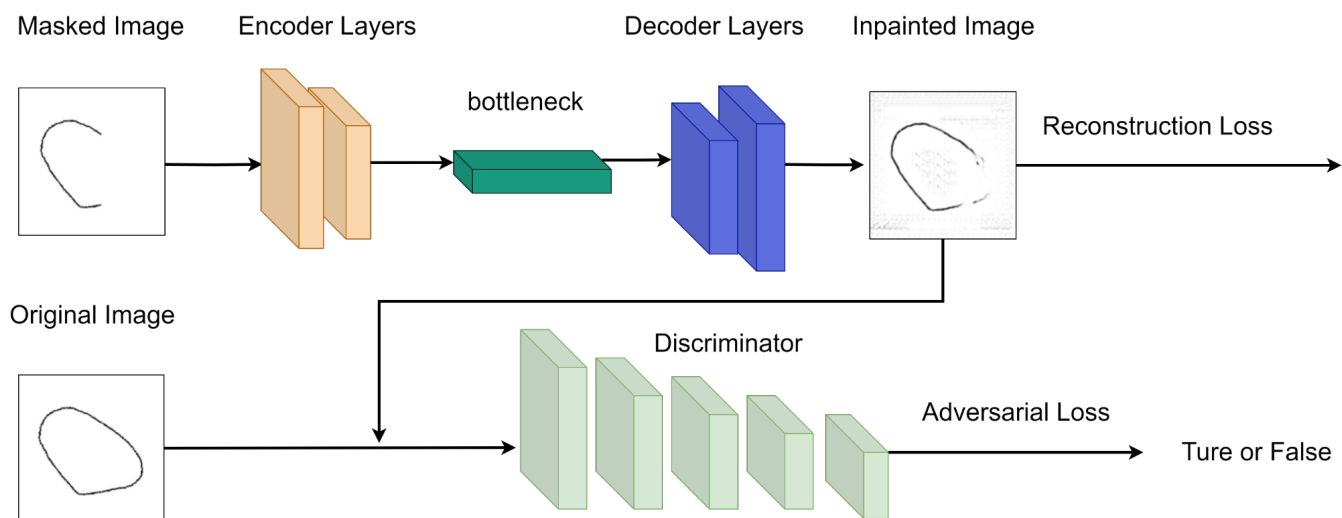 Masked Image
Encoder Layers
Decoder Layers
Inpainted Image
bottleneck
Reconstruction Loss
Original Image
Discriminator
Adversarial Loss
Ture or False